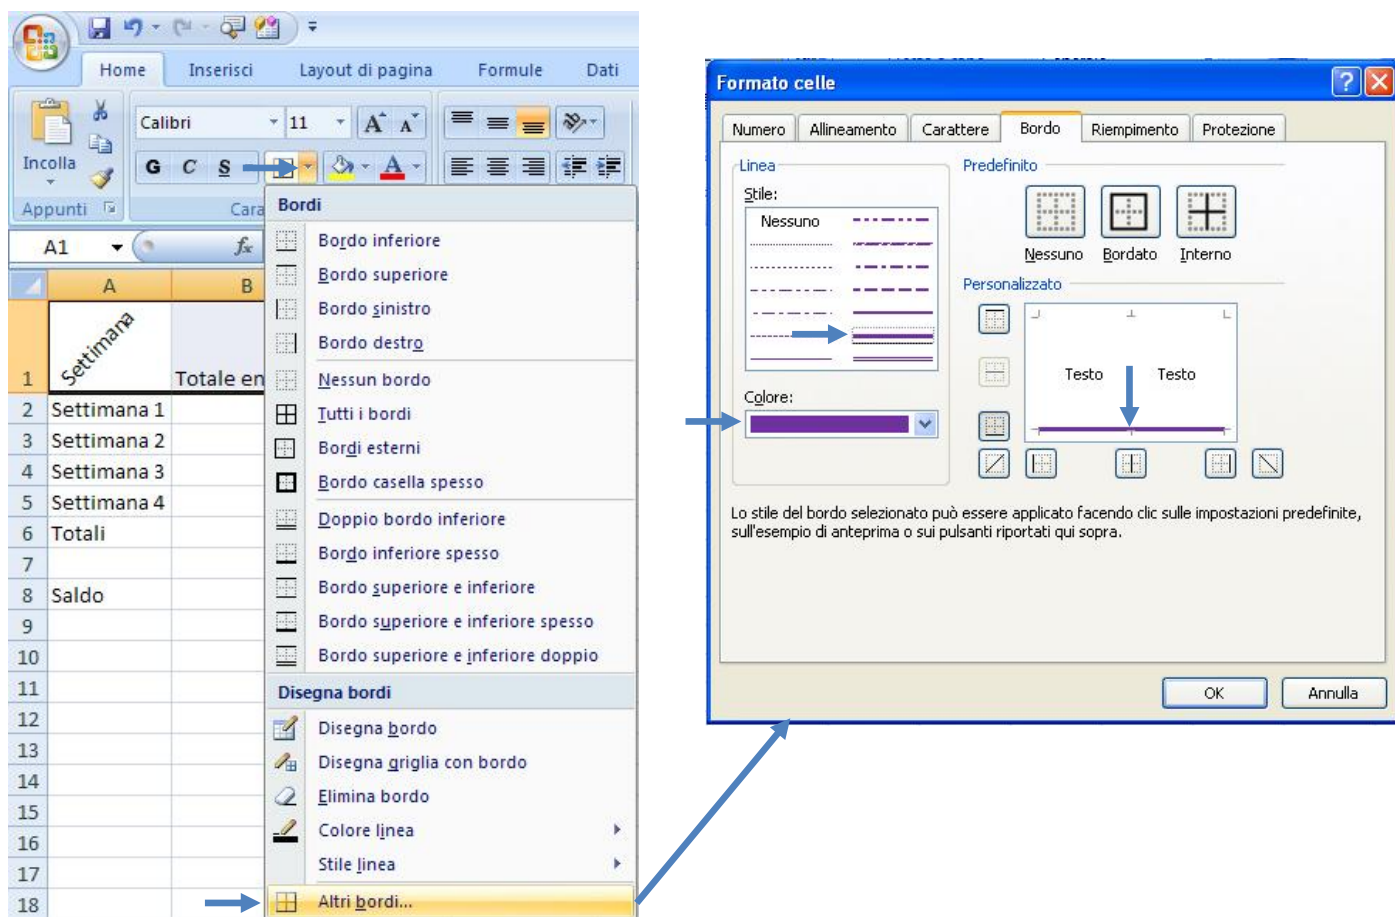 Home Inserisci Layout di pagina Formule Dati
Calibri 11 A A
Incolla
G C S A
Appunti Cara
A1 fx
A B
1 Settimana Totale en
2 Settimana 1
3 Settimana 2
4 Settimana 3
5 Settimana 4
6 Totali
7
8 Saldo
9
10
11
12
13
14
15
16
17
18
Bordi
Bordo inferiore
Bordo superiore
Bordo sinistro
Bordo destro
Nessun bordo
Tutti i bordi
Bordi esterni
Bordo casella spesso
Doppio bordo inferiore
Bordo inferiore spesso
Bordo superiore e inferiore
Bordo superiore e inferiore spesso
Bordo superiore e inferiore doppio
Disegna bordi
Disegna bordo
Disegna griglia con bordo
Elimina bordo
Colore linea
Stile linea
Altri bordi...
Formato celle
Numero Allineamento Carattere Bordo Riempimento Protezione
Linea
Stile:
Nessuno
Colore:
Predefinito
Nessuno Bordato Interno
Personalizzato
Testo Testo
Lo stile del bordo selezionato può essere applicato facendo clic sulle impostazioni predefinite,
sull'esempio di anteprima o sui pulsanti riportati qui sopra.
OK Annulla